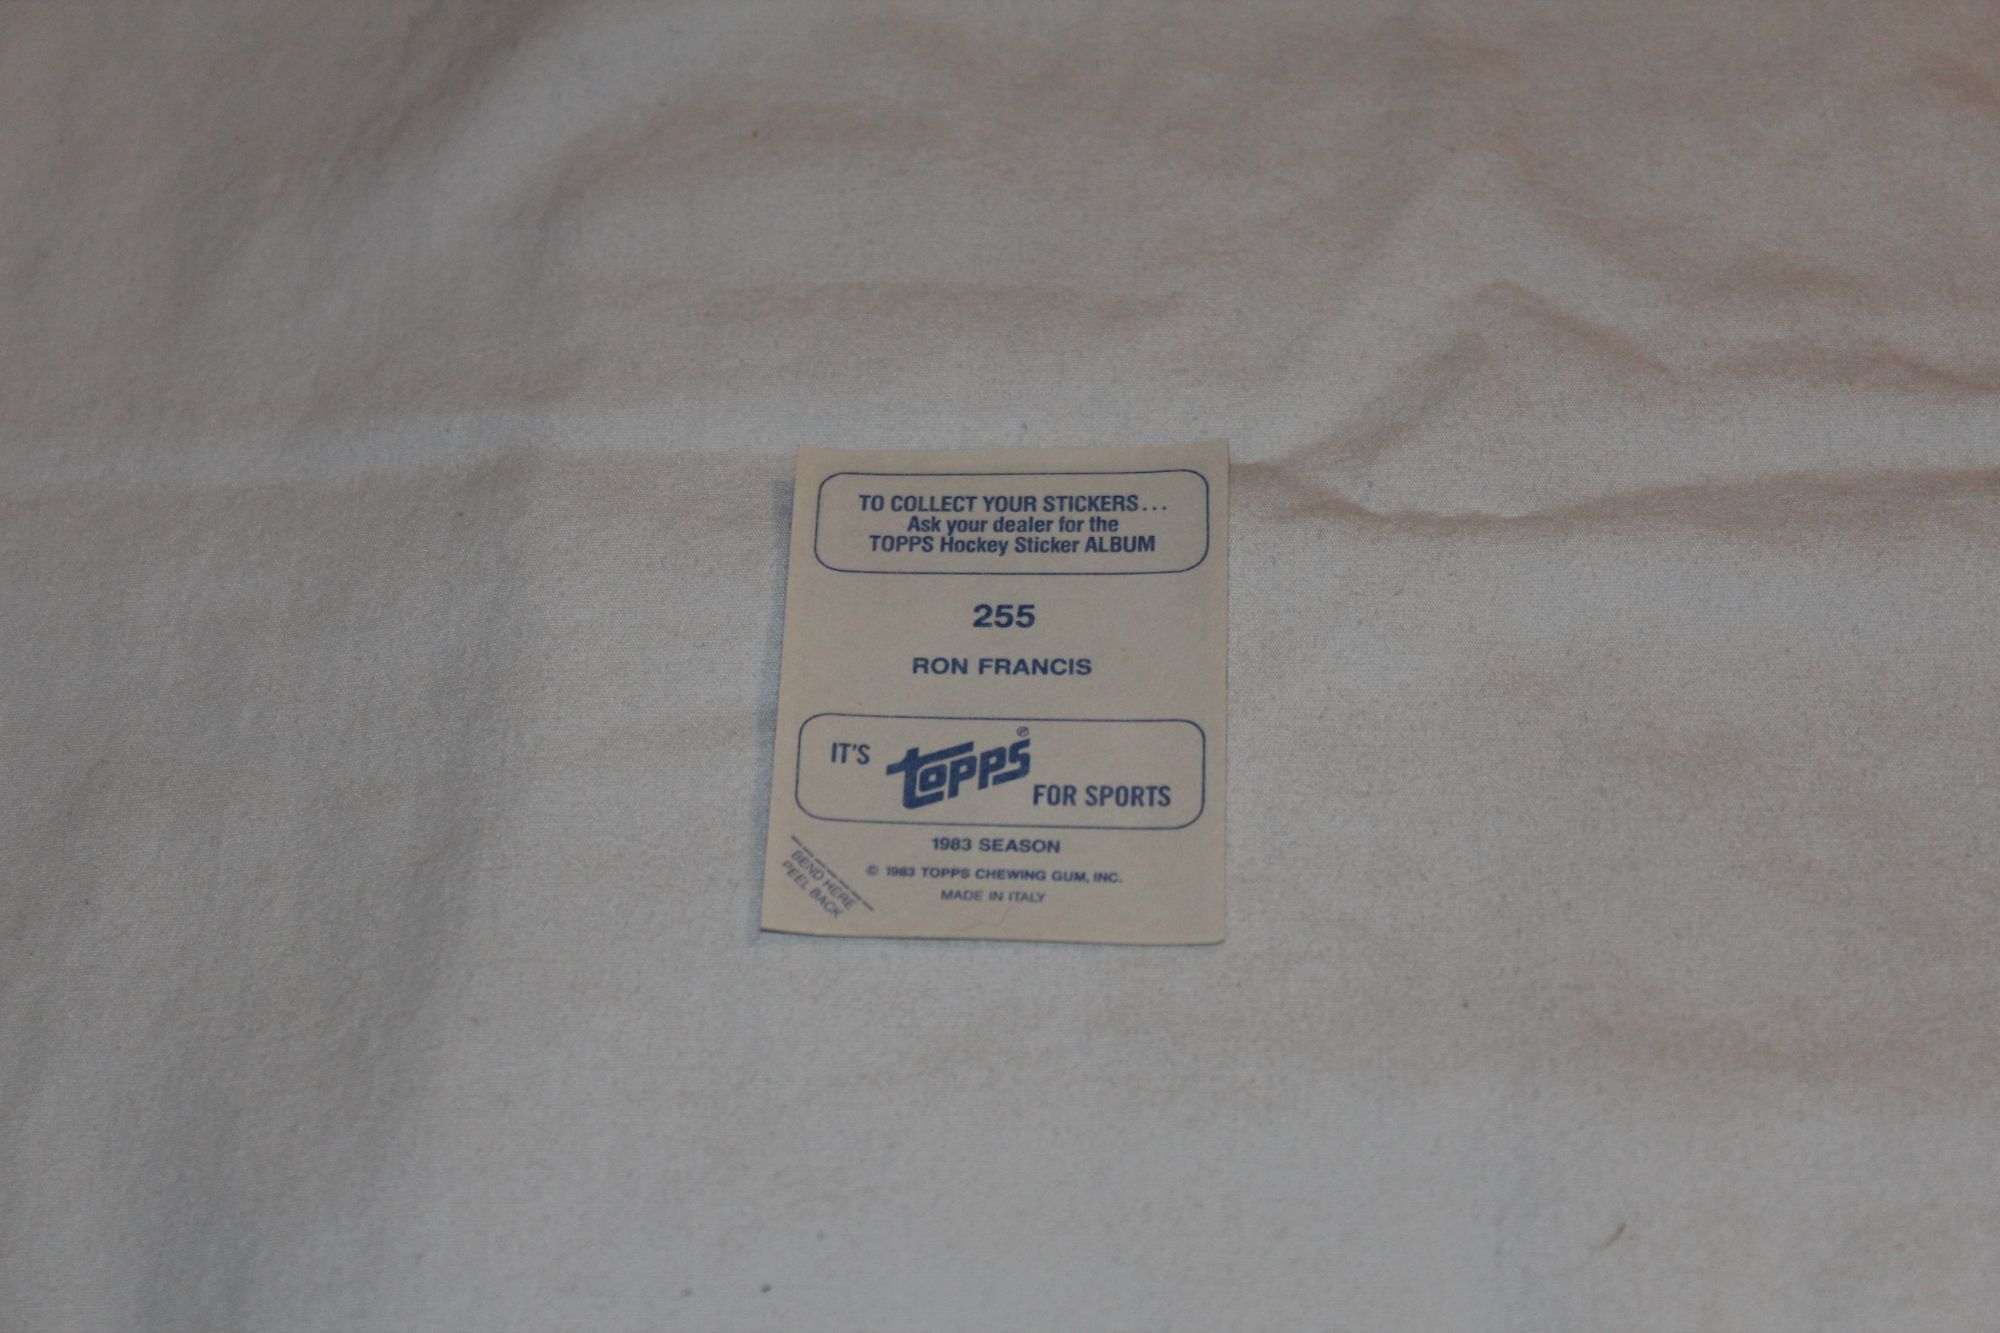 TO COLLECT YOUR STICKERS...
Ask your dealer for the
TOPPS Hockey Sticker ALBUM
255
RON FRANCIS
IT'S topps® FOR SPORTS
1983 SEASON
© 1983 TOPPS CHEWING GUM, INC.
MADE IN ITALY
BEND HERE
PEEL BACK